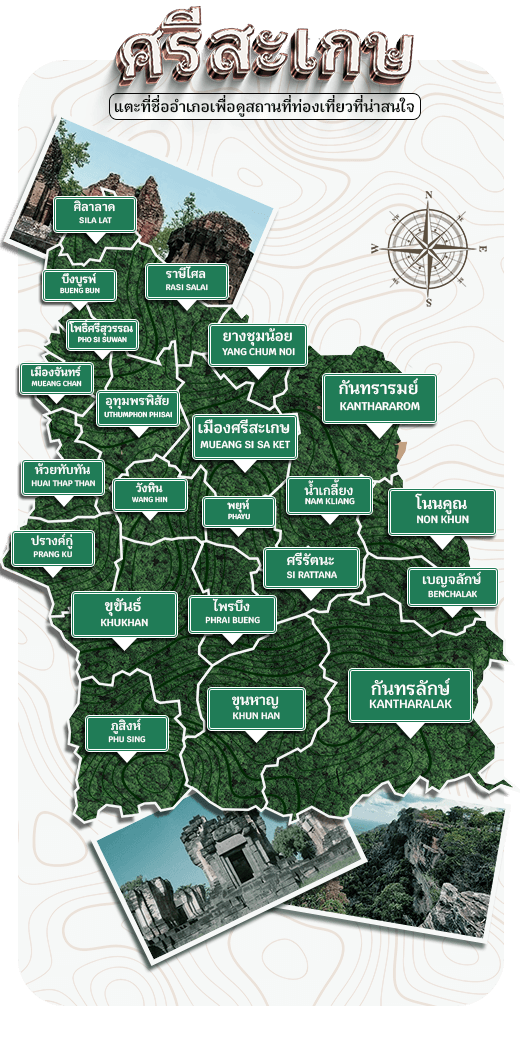 ศรีสะเกษ
แตะที่ชื่ออำเภอเพื่อดูสถานที่ท่องเที่ยวที่น่าสนใจ
ศิลาลาด
SILA LAT
N
W
E
S
บึงบูรพ์
BUENG BUN
ราษีไศล
RASI SALAI
โพธิ์ศรีสุวรรณ
PHO SI SUWAN
ยางชุมน้อย
YANG CHUM NOI
เมืองจันทร์
MUEANG CHAN
กันทรารมย์
KANTHARAROM
อุทุมพรพิสัย
UTHUMPHON PHISAI
เมืองศรีสะเกษ
MUEANG SI SA KET
ห้วยทับทัน
HUAI THAP THAN
วังหิน
WANG HIN
น้ำเกลี้ยง
NAM KLIANG
พยุห์
PHAYU
โนนคูณ
NON KHUN
ปรางค์กู่
PRANG KU
ศรีรัตนะ
SI RATTANA
เบญจลักษ์
BENCHALAK
ขุขันธ์
KHUKHAN
ไพรบึง
PHRAI BUENG
กันทรลักษ์
KANTHARALAK
ขุนหาญ
KHUN HAN
ภูสิงห์
PHU SING